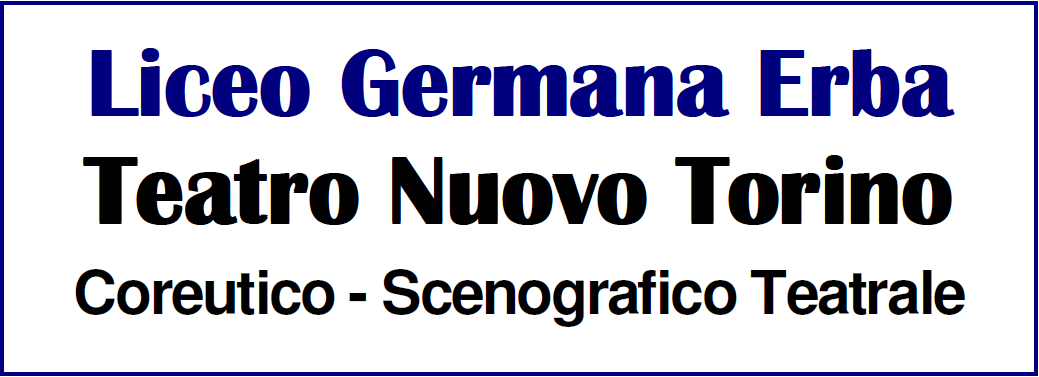 Liceo Germana Erba
Teatro Nuovo Torino
Coreutico - Scenografico Teatrale